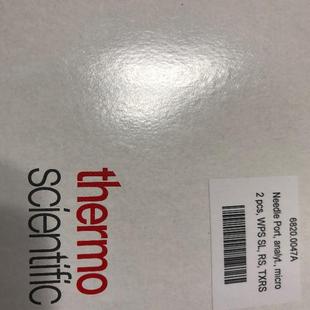 thermo
scientific
6820.0047A
Needle Port, analyt., micro
2 pcs, WPS SL, RS, TXRS